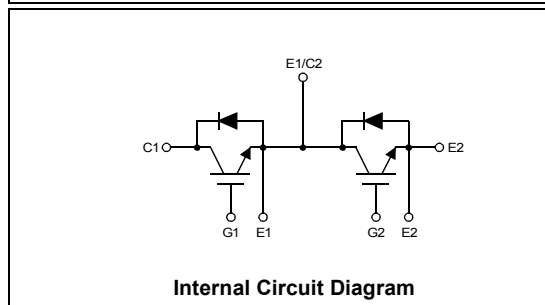 E1/C2
C1
E2
G1 E1 G2 E2
Internal Circuit Diagram